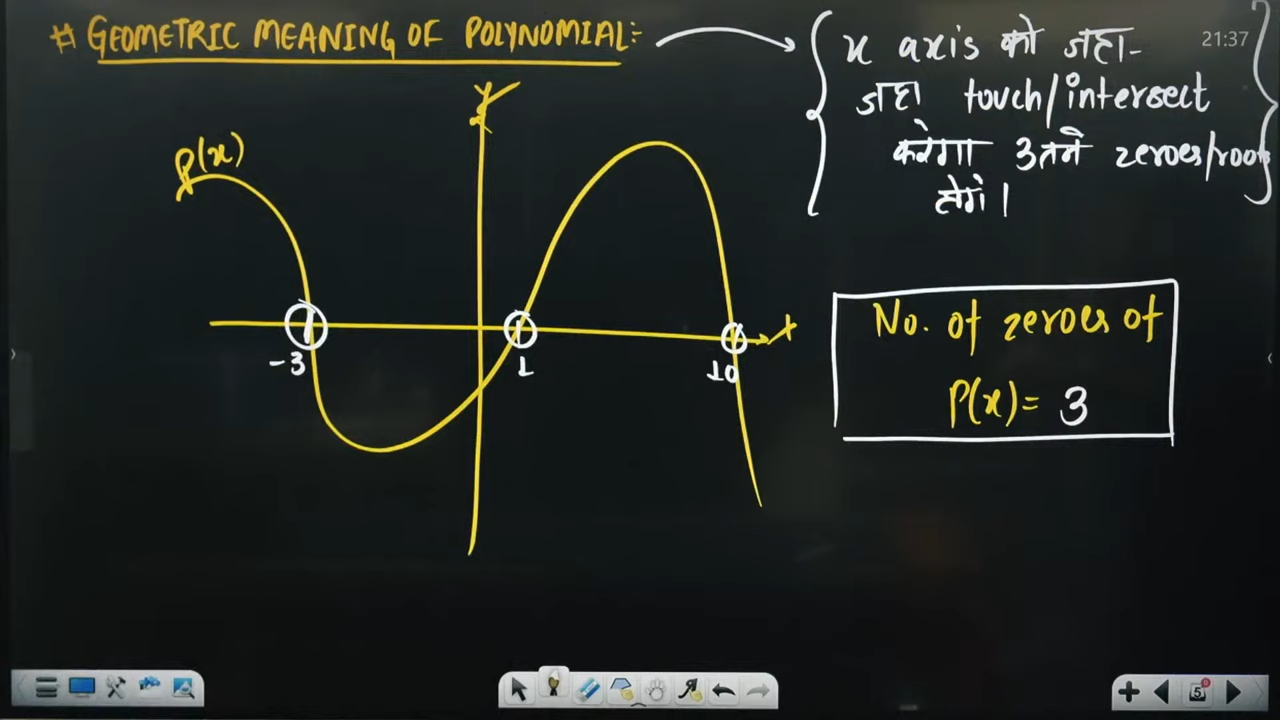 # GEOMETRIC MEANING OF POLYNOMIAL:-
x axis को जहा-
जहा touch/intersect
करेगा उतने zeroes/roots
होगे।
21:37
Y
P(x)
-3
1
10
X
No. of zeroes of
P(x) = 3
5